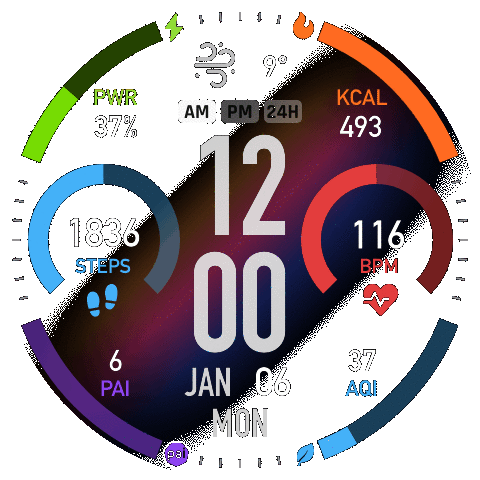 9°
PWR
37%
KCAL
493
AM PM 24H
12
00
1836
STEPS
116
BPM
6
PAI
37
AQI
JAN 06
MON
pai